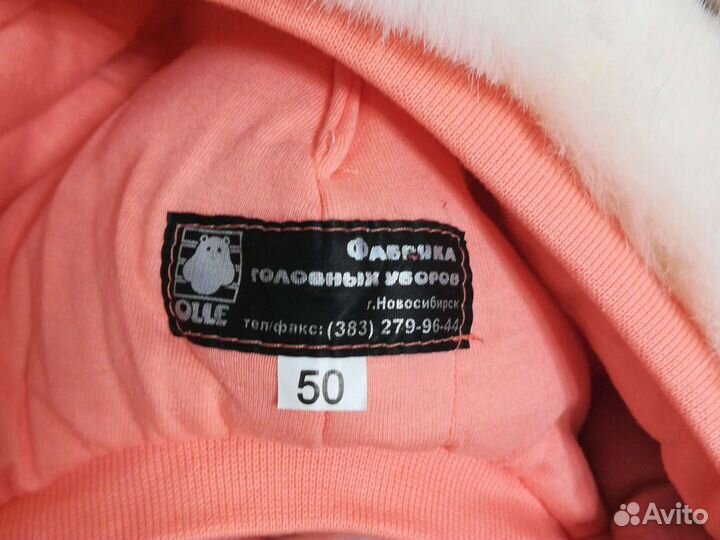 Фабрика
головных уборов
г.Новосибирск
тел/факс: (383) 279-96-44
OLLE
50
Avito